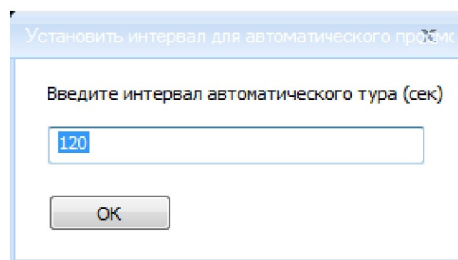 Установить интервал для автоматического
Введите интервал автоматического тура (сек)
120
OK